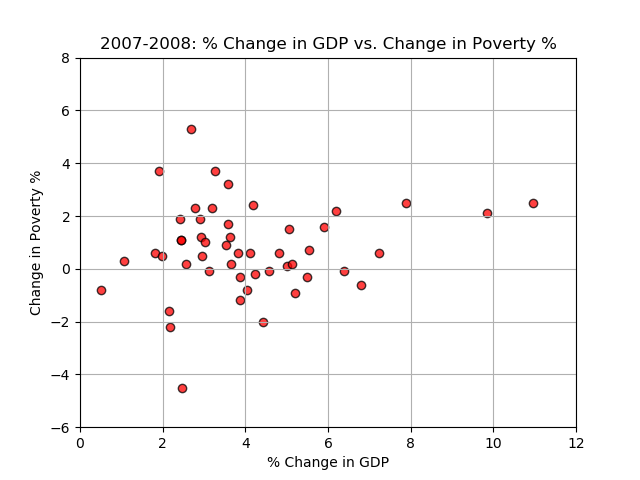 2007-2008: % Change in GDP vs. Change in Poverty %
8
6
4
2
0
−2
−4
−6
Change in Poverty %
0 2 4 6 8 10 12
% Change in GDP